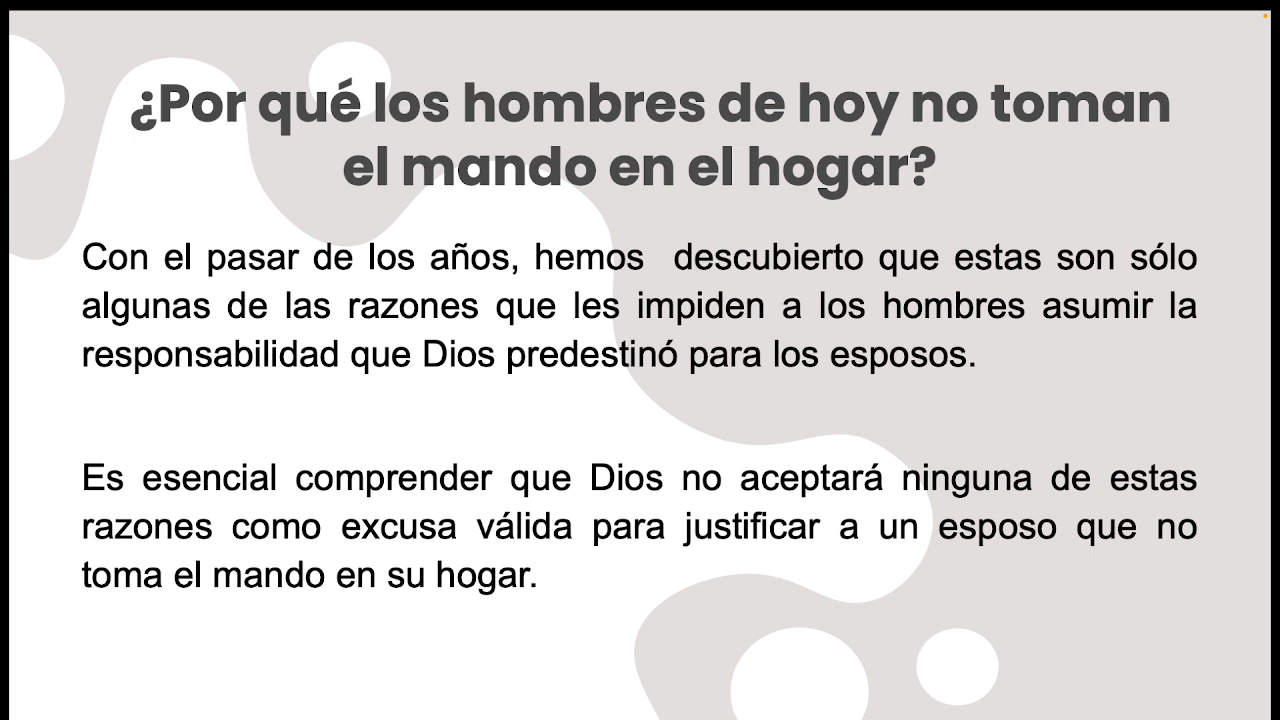 ¿Por qué los hombres de hoy no toman
el mando en el hogar?
Con el pasar de los años, hemos  descubierto que estas son sólo
algunas de las razones que les impiden a los hombres asumir la
responsabilidad que Dios predestinó para los esposos.
Es esencial comprender que Dios no aceptará ninguna de estas
razones como excusa válida para justificar a un esposo que no
toma el mando en su hogar.